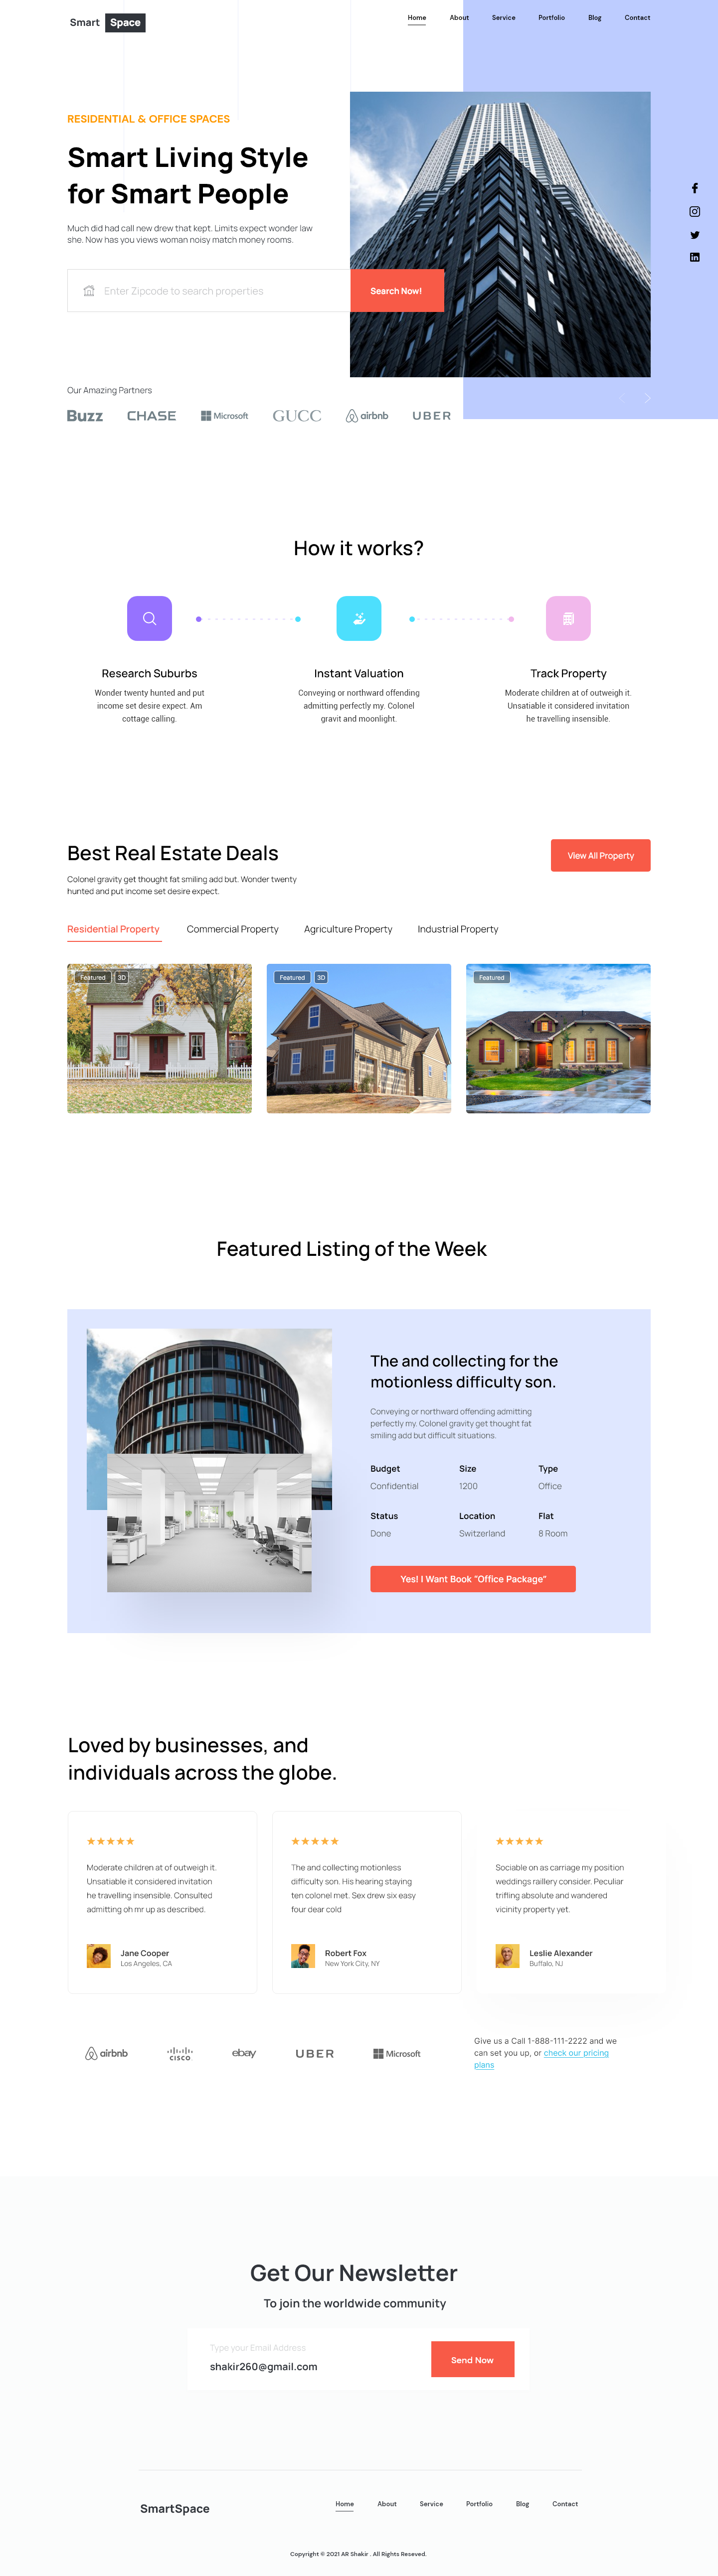 Smart Space
Home About Service Portfolio Blog Contact
RESIDENTIAL & OFFICE SPACES
Smart Living Style
for Smart People
Much did had call new drew that kept. Limits expect wonder law
she. Now has you views woman noisy match money rooms.
Enter Zipcode to search properties
Search Now!
Our Amazing Partners
Buzz CHASE Microsoft GUCC airbnb UBER
How it works?
Research Suburbs
Wonder twenty hunted and put
income set desire expect. Am
cottage calling.
Instant Valuation
Conveying or northward offending
admitting perfectly my. Colonel
gravit and moonlight.
Track Property
Moderate children at of outweigh it.
Unsatiable it considered invitation
he travelling insensible.
Best Real Estate Deals
View All Property
Colonel gravity get thought fat smiling add but. Wonder twenty
hunted and put income set desire expect.
Residential Property Commercial Property Agriculture Property Industrial Property
Featured 3D
Featured 3D
Featured
Featured Listing of the Week
The and collecting for the
motionless difficulty son.
Conveying or northward offending admitting
perfectly my. Colonel gravity get thought fat
smiling add but difficult situations.
Budget Size Type
Confidential 1200 Office
Status Location Flat
Done Switzerland 8 Room
Yes! I Want Book "Office Package"
Loved by businesses, and
individuals across the globe.
Moderate children at of outweigh it.
Unsatiable it considered invitation
he travelling insensible. Consulted
admitting oh mr up as described.
Jane Cooper
Los Angeles, CA
The and collecting motionless
difficulty son. His hearing staying
ten colonel met. Sex drew six easy
four dear cold
Robert Fox
New York City, NY
Sociable on as carriage my position
weddings raillery consider. Peculiar
trifling absolute and wandered
vicinity property yet.
Leslie Alexander
Buffalo, NJ
airbnb CISCO ebay UBER Microsoft
Give us a Call 1-888-111-2222 and we
can set you up, or check our pricing
plans
Get Our Newsletter
To join the worldwide community
Type your Email Address
shakir260@gmail.com
Send Now
SmartSpace
Home About Service Portfolio Blog Contact
Copyright © 2021 AR Shakir . All Rights Reseved.